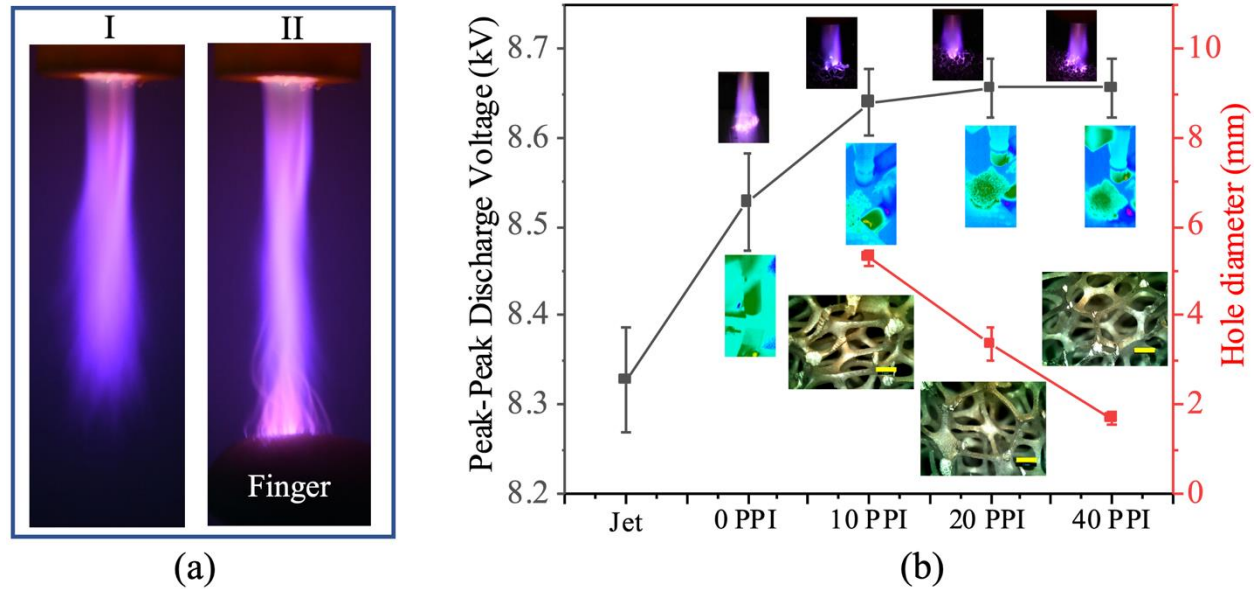 I
II
Finger
(a)
Peak-Peak Discharge Voltage (kV)
8.7
8.6
8.5
8.4
8.3
8.2
Jet
0 PPI
10 PPI
20 PPI
40 PPI
10
8
6
4
2
0
Hole diameter (mm)
(b)